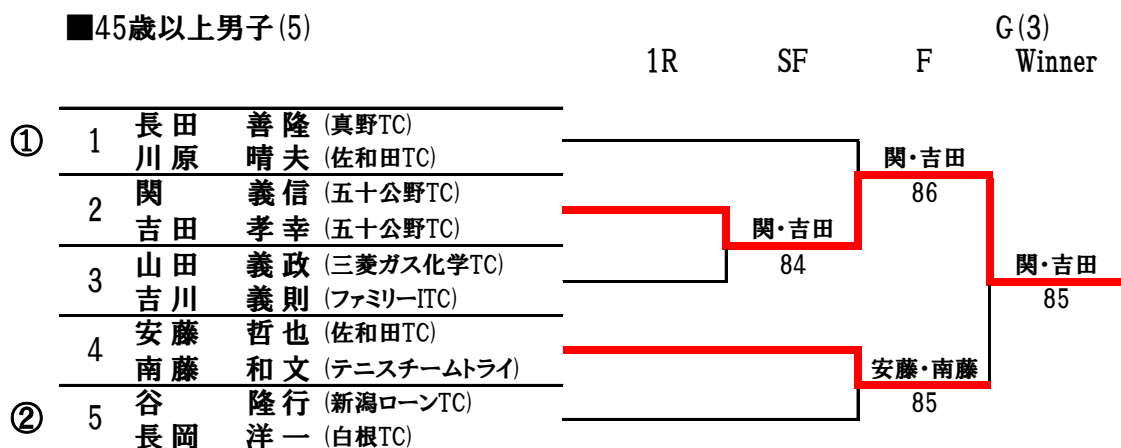 ■45歳以上男子(5) G(3)
1R SF F Winner
① 1 長田 善隆 (真野TC)
川原 晴夫 (佐和田TC)
関・吉田
86
2 関 義信 (五十公野TC)
吉田 孝幸 (五十公野TC)
関・吉田
84
3 山田 義政 (三菱ガス化学TC)
吉川 義則 (ファミリーITC)
関・吉田
85
4 安藤 哲也 (佐和田TC)
南藤 和文 (テニスチームトライ)
安藤・南藤
85
② 5 谷 隆行 (新潟ローンTC)
長岡 洋一 (白根TC)